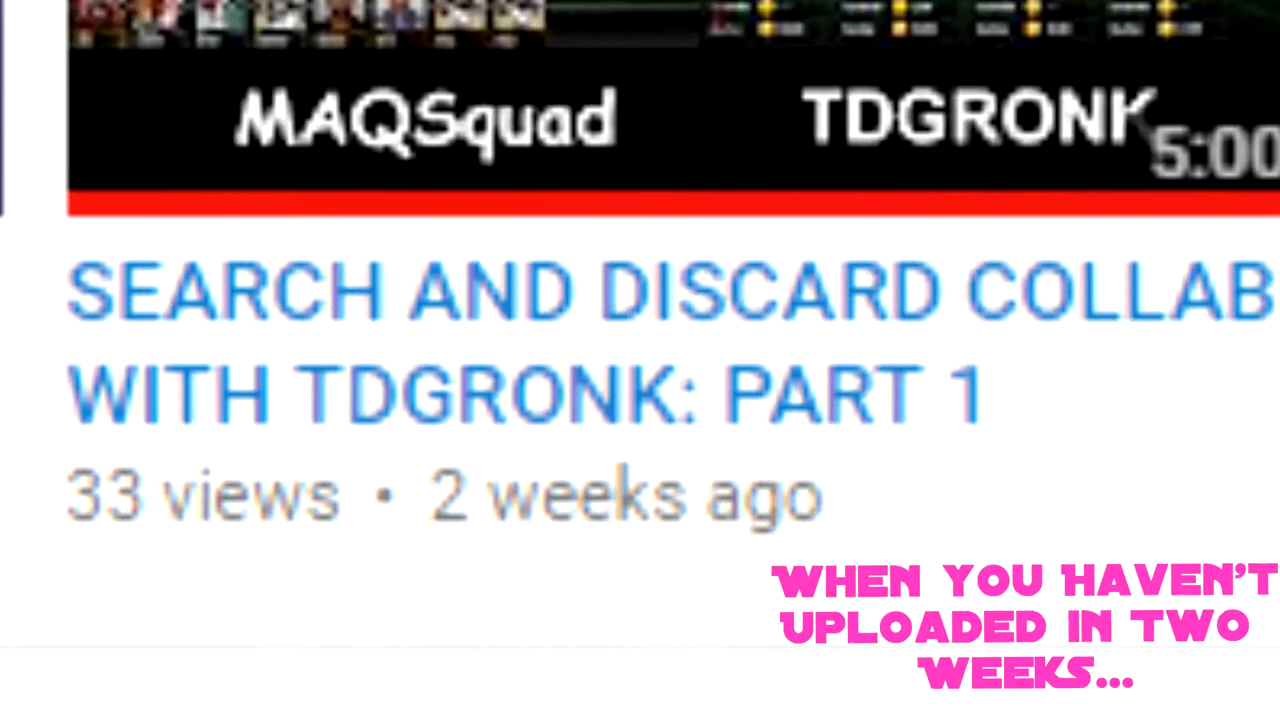 MAQSquad TDGRONK
5:00
SEARCH AND DISCARD COLLAB
WITH TDGRONK: PART 1
33 views • 2 weeks ago
WHEN YOU HAVEN'T
UPLOADED IN TWO
WEEKS...